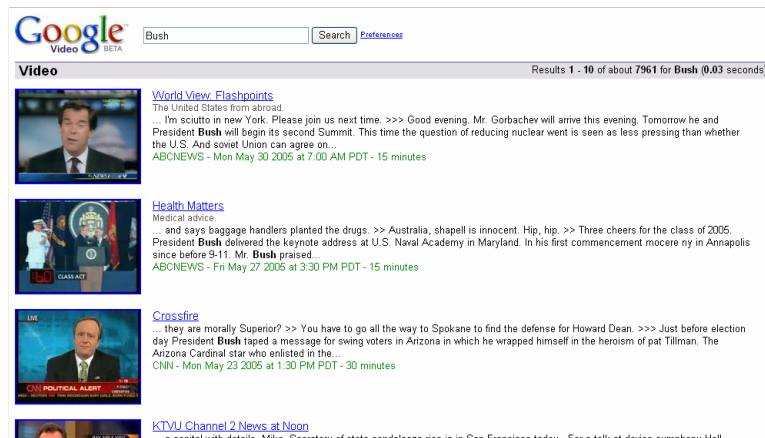 Google
Video BETA
Bush
Search
Preferences
Video
Results 1 - 10 of about 7961 for Bush (0.03 seconds)
World View: Flashpoints
The United States from abroad.
... I'm sciutto in new York. Please join us next time. >>> Good evening. Mr. Gorbachev will arrive this evening. Tomorrow he and
President Bush will begin its second Summit. This time the question of reducing nuclear went is seen as less pressing than whether
the U.S. And soviet Union can agree on...
ABCNEWS - Mon May 30 2005 at 7:00 AM PDT - 15 minutes
Health Matters
Medical advice.
... and says baggage handlers planted the drugs. >> Australia, shapell is innocent. Hip, hip. >> Three cheers for the class of 2005.
President Bush delivered the keynote address at U.S. Naval Academy in Maryland. In his first commencement mocere ny in Annapolis
since before 9-11. Mr. Bush praised...
ABCNEWS - Fri May 27 2005 at 3:30 PM PDT - 15 minutes
:60 CLASS ACT
Crossfire
... they are morally Superior? >> You have to go all the way to Spokane to find the defense for Howard Dean. >>> Just before election
day President Bush taped a message for swing voters in Arizona in which he wrapped himself in the heroism of pat Tillman. The
Arizona Cardinal star who enlisted in the...
CNN - Mon May 23 2005 at 1:30 PM PDT - 30 minutes
LIVE
CNN POLITICAL ALERT
KTVU Channel 2 News at Noon